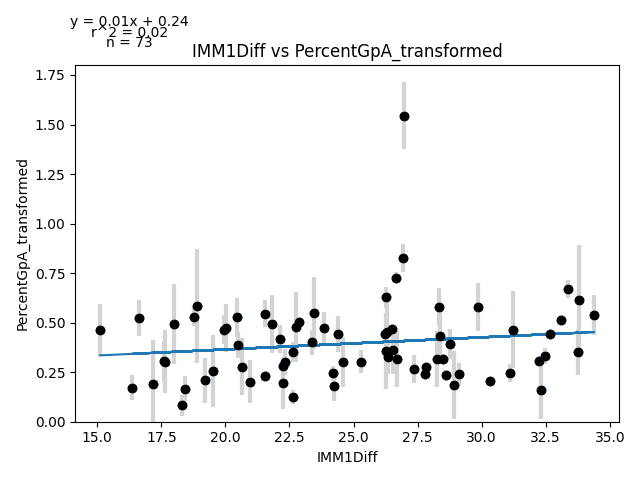 y = 0.01x + 0.24
r^2 = 0.02
n = 73
IMM1Diff vs PercentGpA_transformed
PercentGpA_transformed
1.75
1.50
1.25
1.00
0.75
0.50
0.25
0.00
15.0 17.5 20.0 22.5 25.0 27.5 30.0 32.5 35.0
IMM1Diff